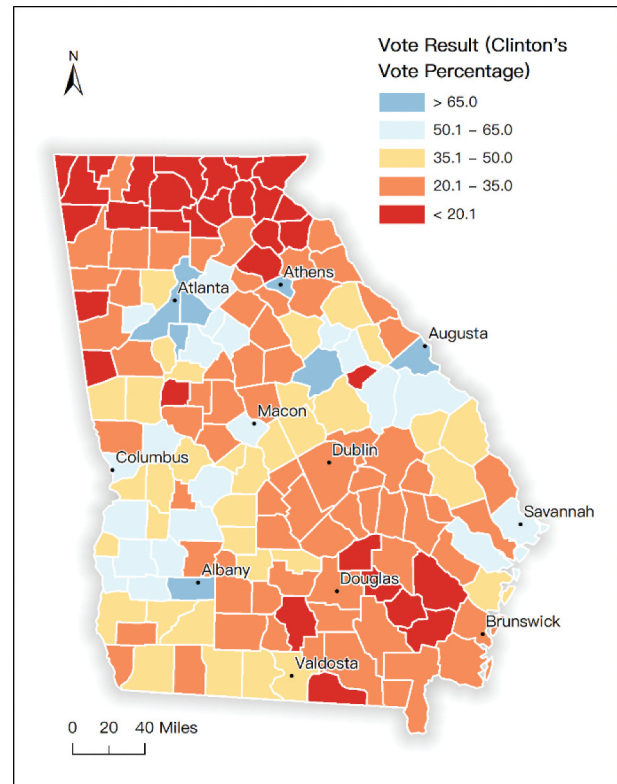 N
Vote Result (Clinton's
Vote Percentage)
> 65.0
50.1 – 65.0
35.1 – 50.0
20.1 – 35.0
< 20.1
Atlanta
Athens
Augusta
Macon
Columbus
Dublin
Savannah
Albany
Douglas
Brunswick
Valdosta
0 20 40 Miles